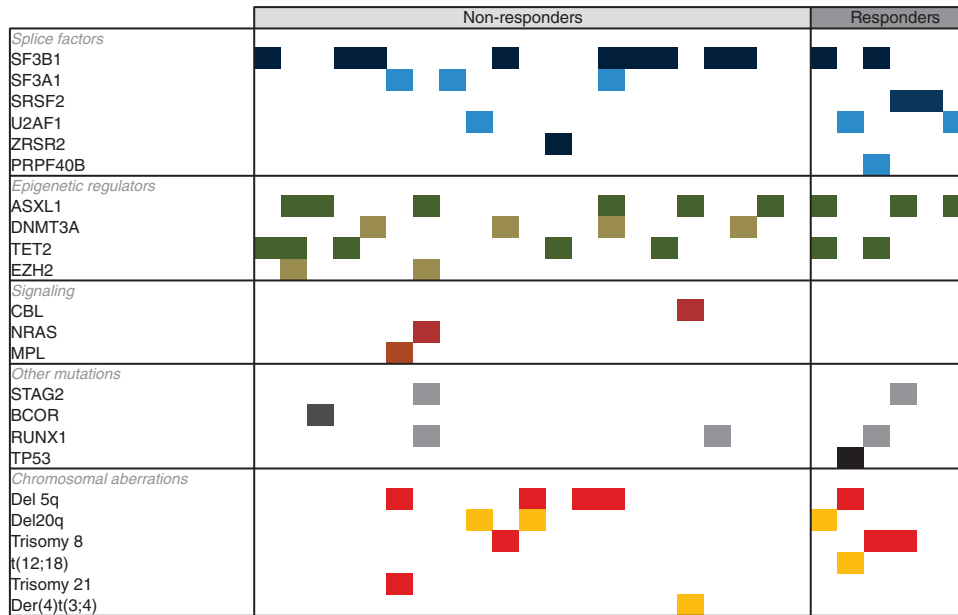 Non-responders Responders
Splice factors
SF3B1
SF3A1
SRSF2
U2AF1
ZRSR2
PRPF40B
Epigenetic regulators
ASXL1
DNMT3A
TET2
EZH2
Signaling
CBL
NRAS
MPL
Other mutations
STAG2
BCOR
RUNX1
TP53
Chromosomal aberrations
Del 5q
Del20q
Trisomy 8
t(12;18)
Trisomy 21
Der(4)t(3;4)